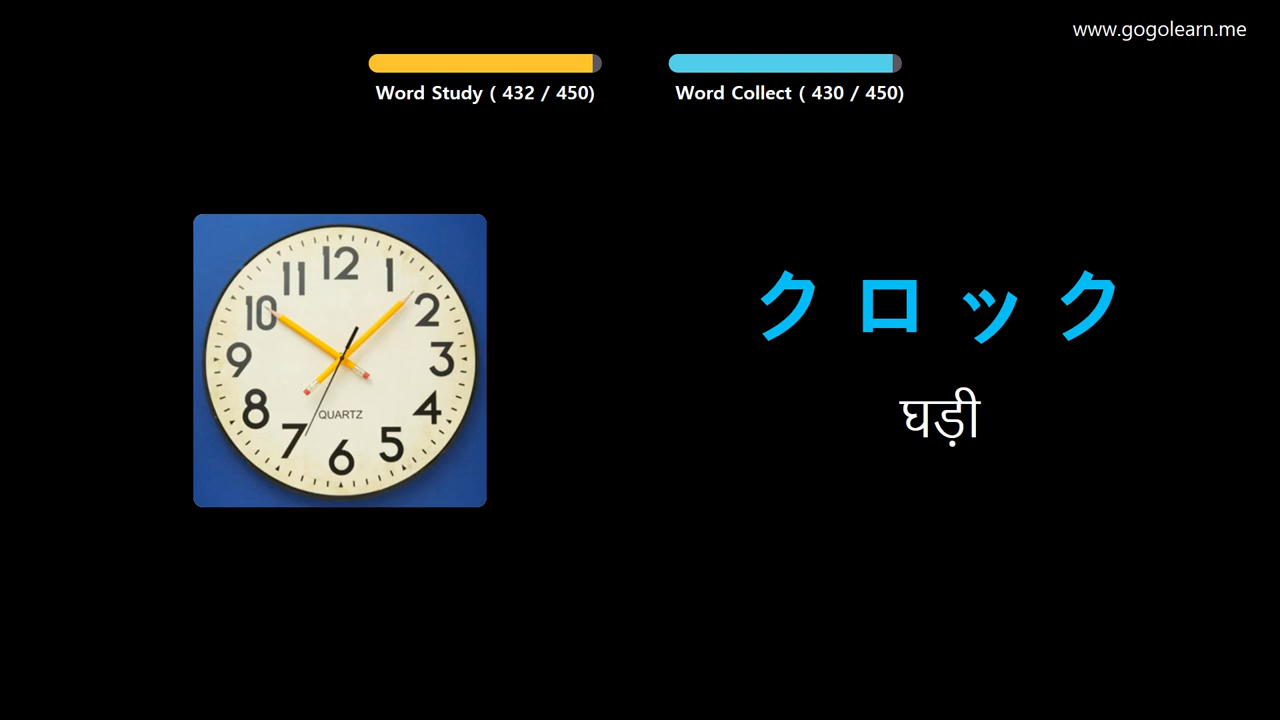 www.gogolearn.me
Word Study ( 432 / 450)
Word Collect ( 430 / 450)
12
11
1
10
2
9
3
8
4
QUARTZ
7
5
6
クロック
घड़ी